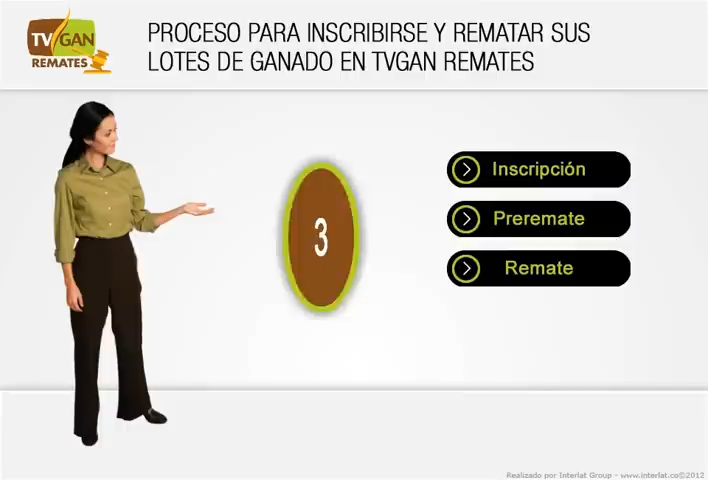 TV GAN
REMATES
PROCESO PARA INSCRIBIRSE Y REMATAR SUS
LOTES DE GANADO EN TVGAN REMATES
3
Inscripción
Preremate
Remate
Realizado por Interlat Group - www.interlat.co©2012